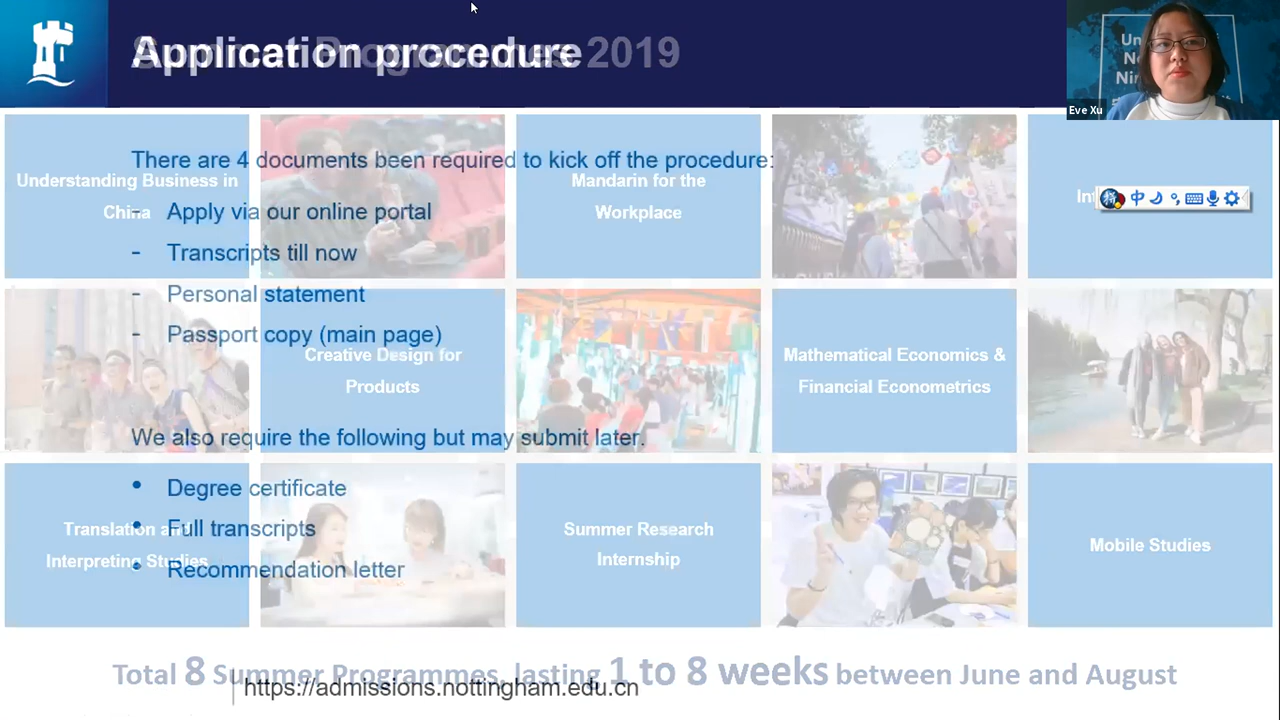 Application procedure
Summer Programmes 2019
Eve Xu
There are 4 documents been required to kick off the procedure:
- Apply via our online portal
- Transcripts till now
- Personal statement
- Passport copy (main page)
We also require the following but may submit later.
• Degree certificate
• Full transcripts
• Recommendation letter
https://admissions.nottingham.edu.cn
Understanding Business in
China
Mandarin for the
Workplace
Creative Design for
Products
Mathematical Economics &
Financial Econometrics
Translation and
Interpreting Studies
Summer Research
Internship
Mobile Studies
Total 8 Summer Programmes, lasting 1 to 8 weeks between June and August
中